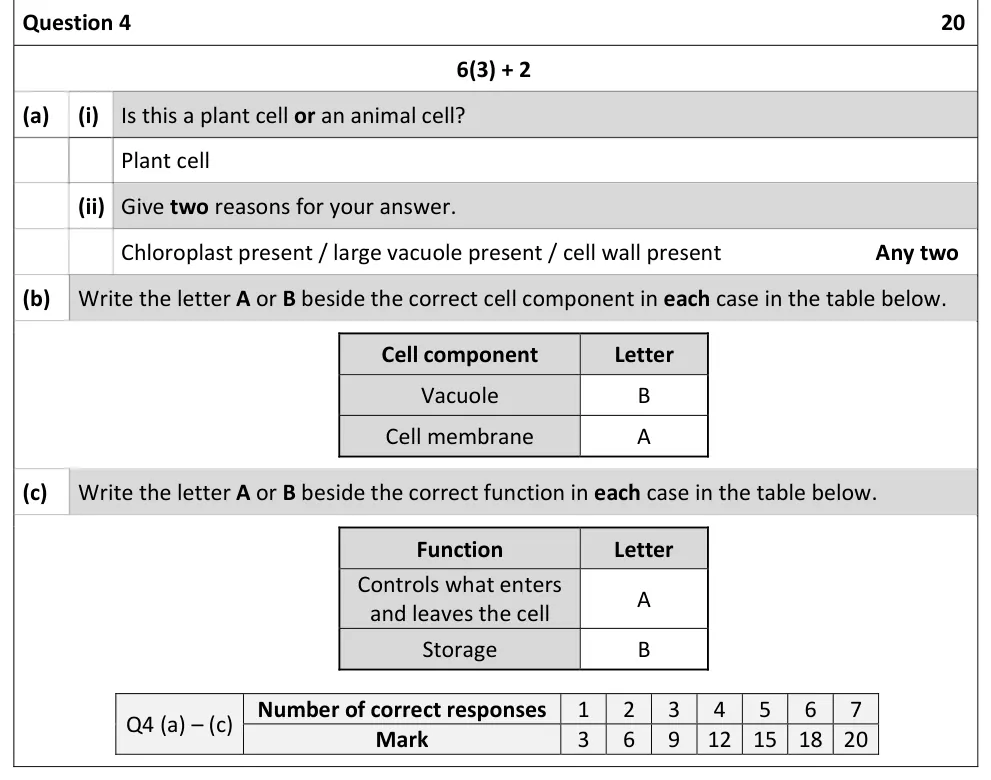 Question 4 20
6(3) + 2
(a) (i) Is this a plant cell or an animal cell?
Plant cell
(ii) Give two reasons for your answer.
Chloroplast present / large vacuole present / cell wall present Any two
(b) Write the letter A or B beside the correct cell component in each case in the table below.
Cell component Letter
Vacuole B
Cell membrane A
(c) Write the letter A or B beside the correct function in each case in the table below.
Function Letter
Controls what enters
and leaves the cell A
Storage B
Q4 (a) – (c) Number of correct responses 1 2 3 4 5 6 7
Mark 3 6 9 12 15 18 20